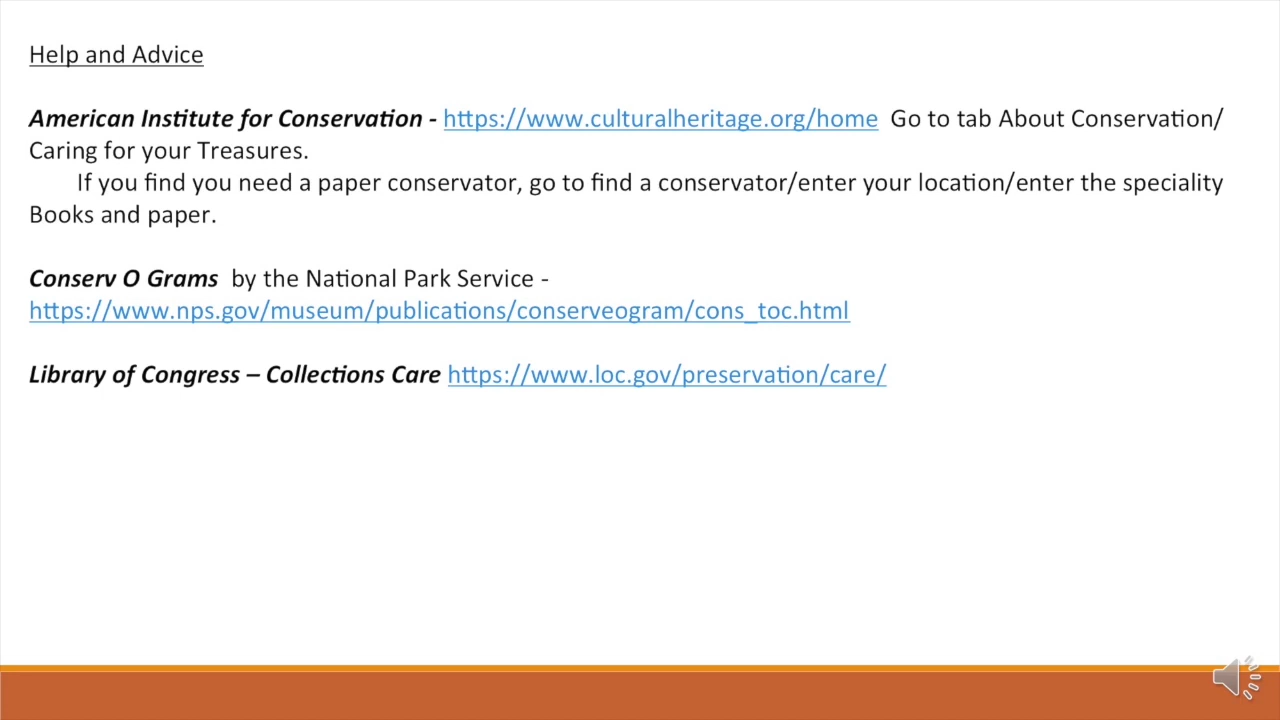 Help and Advice
American Institute for Conservation - https://www.culturalheritage.org/home Go to tab About Conservation/
Caring for your Treasures.
If you find you need a paper conservator, go to find a conservator/enter your location/enter the speciality
Books and paper.
Conserv O Grams by the National Park Service -
https://www.nps.gov/museum/publications/conserveogram/cons_toc.html
Library of Congress – Collections Care https://www.loc.gov/preservation/care/